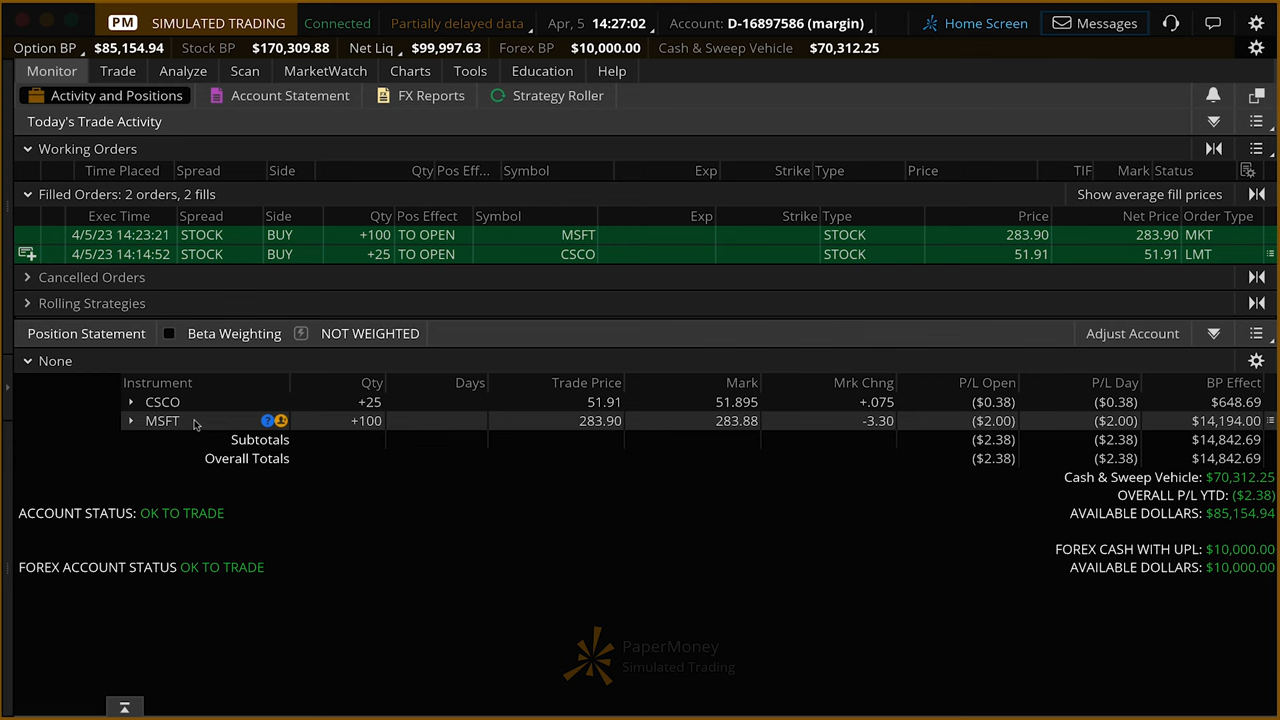 PM SIMULATED TRADING Connected Partially delayed data Apr, 5 14:27:02 Account: D-16897586 (margin) Home Screen Messages
Option BP $85,154.94 Stock BP $170,309.88 Net Liq $99,997.63 Forex BP $10,000.00 Cash & Sweep Vehicle $70,312.25
Monitor Trade Analyze Scan MarketWatch Charts Tools Education Help
Activity and Positions Account Statement FX Reports Strategy Roller
Today's Trade Activity
Working Orders
Time Placed Spread Side Qty Pos Eff... Symbol Exp Strike Type Price TIF Mark Status
Filled Orders: 2 orders, 2 fills Show average fill prices
Exec Time Spread Side Qty Pos Effect Symbol Exp Strike Type Price Net Price Order Type
4/5/23 14:23:21 STOCK BUY +100 TO OPEN MSFT STOCK 283.90 283.90 MKT
4/5/23 14:14:52 STOCK BUY +25 TO OPEN CSCO STOCK 51.91 51.91 LMT
Cancelled Orders
Rolling Strategies
Position Statement Beta Weighting NOT WEIGHTED Adjust Account
None
Instrument Qty Days Trade Price Mark Mrk Chng P/L Open P/L Day BP Effect
CSCO +25 51.91 51.895 +.075 ($0.38) ($0.38) $648.69
MSFT ? +100 283.90 283.88 -3.30 ($2.00) ($2.00) $14,194.00
Subtotals ($2.38) ($2.38) $14,842.69
Overall Totals ($2.38) ($2.38) $14,842.69
Cash & Sweep Vehicle: $70,312.25
OVERALL P/L YTD: ($2.38)
ACCOUNT STATUS: OK TO TRADE AVAILABLE DOLLARS: $85,154.94
FOREX CASH WITH UPL: $10,000.00
FOREX ACCOUNT STATUS OK TO TRADE AVAILABLE DOLLARS: $10,000.00
PaperMoney
Simulated Trading